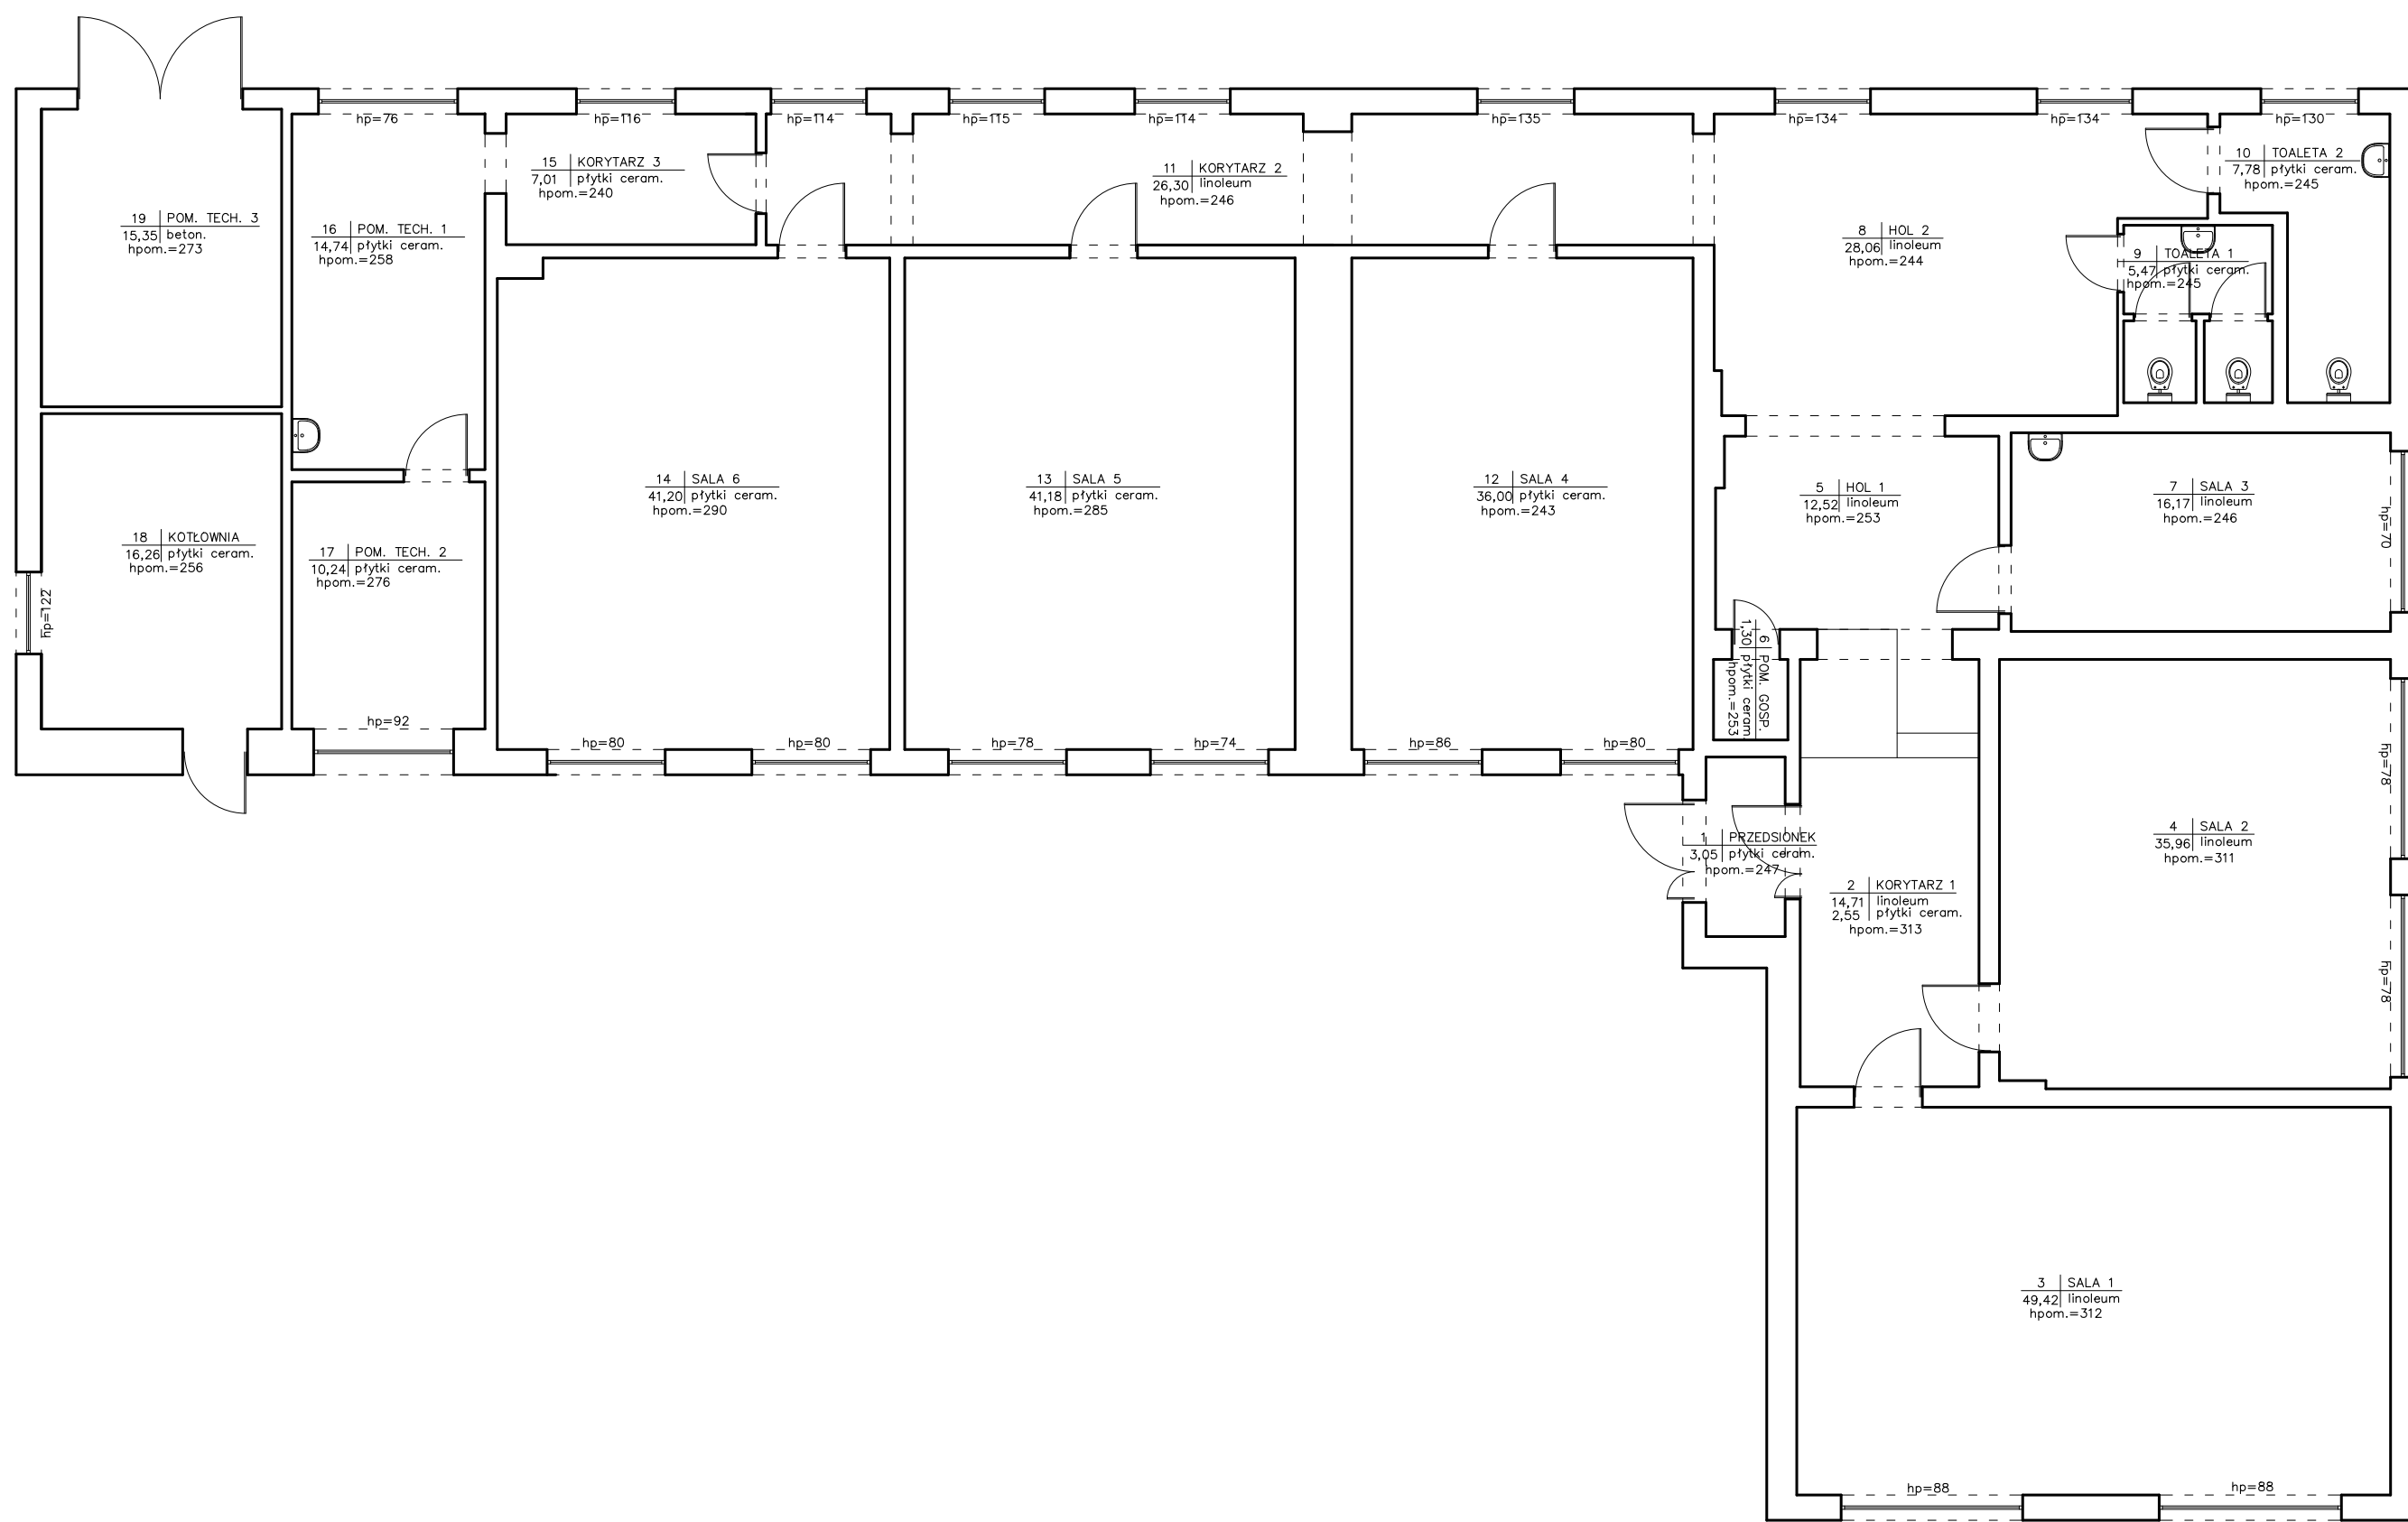 hp=76
hp=116
hp=114
hp=115
hp=114
hp=135
hp=134
hp=134
hp=130
19 POM. TECH. 3
15,35 beton.
hpom.=273
16 POM. TECH. 1
14,74 płytki ceram.
hpom.=258
15 KORYTARZ 3
7,01 płytki ceram.
hpom.=240
11 KORYTARZ 2
26,30 linoleum
hpom.=246
8 HOL 2
28,06 linoleum
hpom.=244
10 TOALETA 2
7,78 płytki ceram.
hpom.=245
9 TOALETA 1
5,47 płytki ceram.
hpom.=245
18 KOTŁOWNIA
16,26 płytki ceram.
hpom.=256
hp=122
17 POM. TECH. 2
10,24 płytki ceram.
hpom.=276
hp=92
14 SALA 6
41,20 płytki ceram.
hpom.=290
hp=80
hp=80
13 SALA 5
41,18 płytki ceram.
hpom.=285
hp=78
hp=74
12 SALA 4
36,00 płytki ceram.
hpom.=243
hp=86
hp=80
5 HOL 1
12,52 linoleum
hpom.=253
7 SALA 3
16,17 linoleum
hpom.=246
hp=70
6 POM. GOSP.
1,30 płytki ceram.
hpom.=253
1 PRZEDSIONEK
3,05 płytki ceram.
hpom.=247
2 KORYTARZ 1
14,71 linoleum
2,55 płytki ceram.
hpom.=313
4 SALA 2
35,96 linoleum
hpom.=311
hp=78
hp=78
3 SALA 1
49,42 linoleum
hpom.=312
hp=88
hp=88